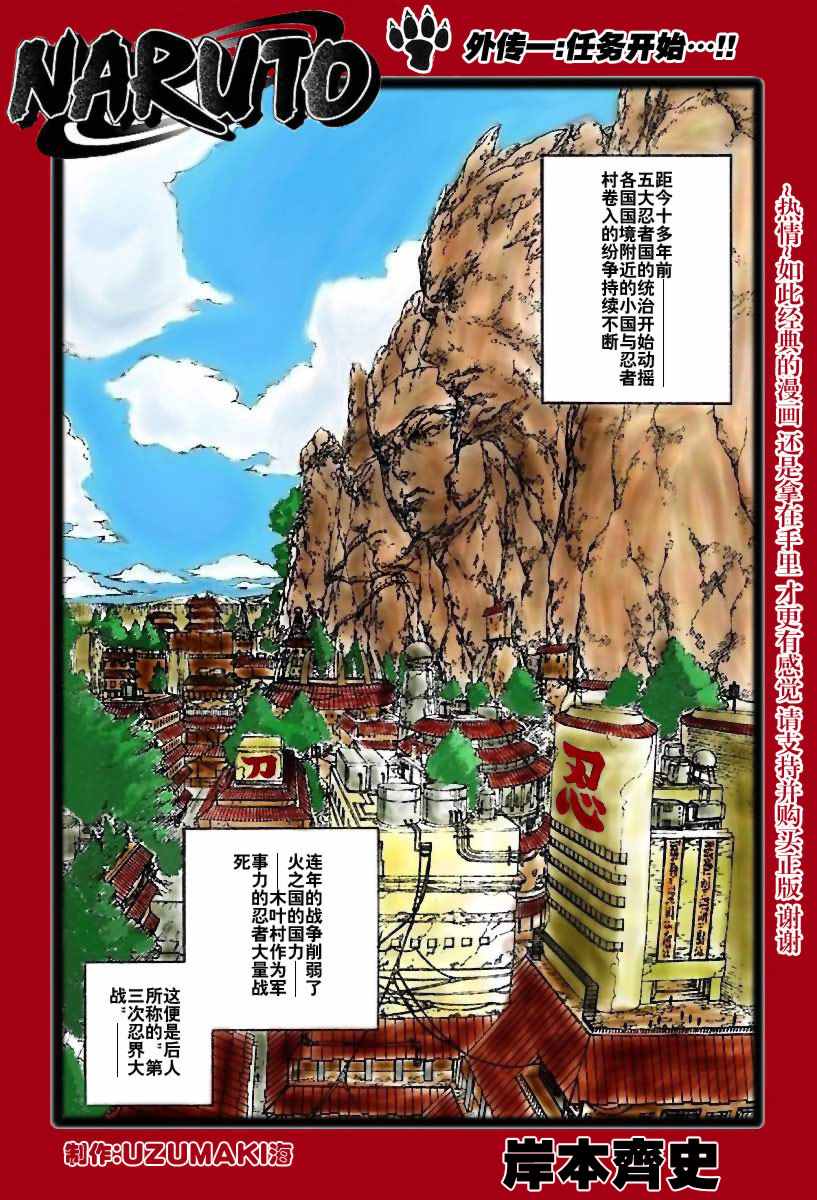 NARUTO
外传一:任务开始…!!
距今十多年前——
五大忍者国的统治开始动摇
各国国境附近的小国与忍者
村卷入的纷争持续不断
~热情~如此经典的漫画 还是拿在手里 才更有感觉 请支持并购买正版 谢谢
刀
忍
连年的战争削弱了
火之国的国力——
——木叶村作为军
事力的忍者大量战
死
这便是后人
所称的“第
三次忍界大
战”——
制作:UZUMAKI海
岸本齊史